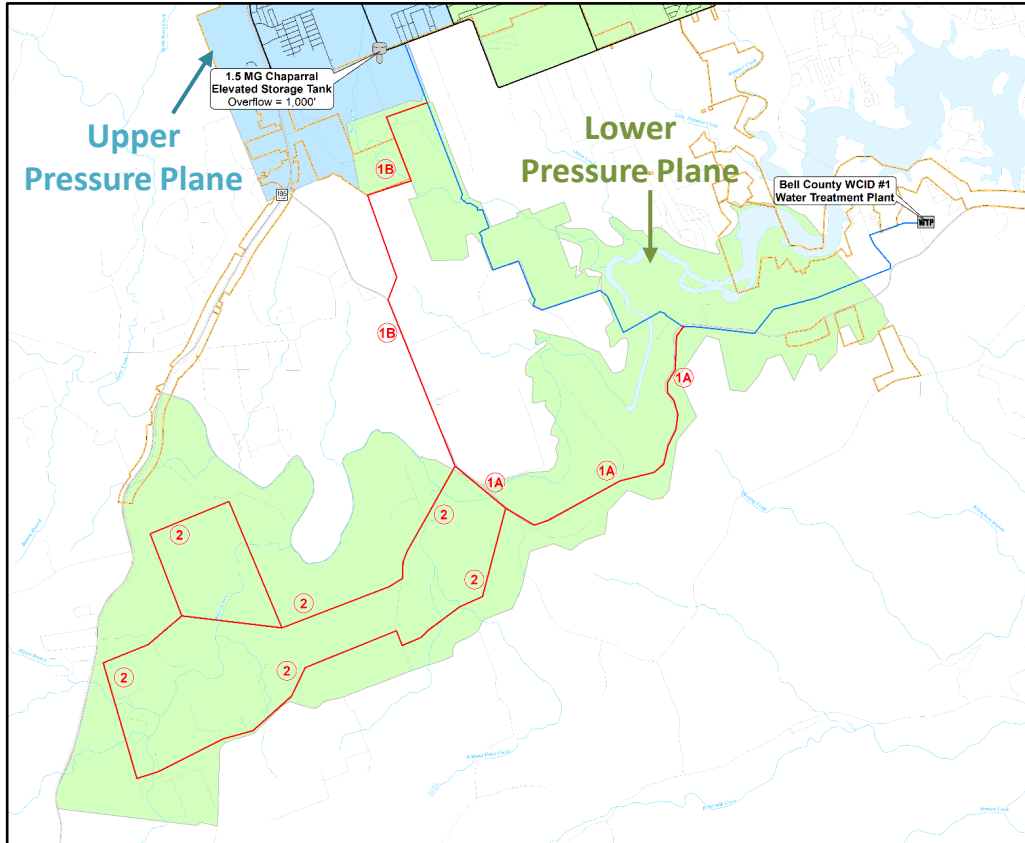 1.5 MG Chaparral
Elevated Storage Tank
Overflow = 1,000'
Upper
Pressure Plane
Lower
Pressure Plane
Bell County WCID #1
Water Treatment Plant
WTP
195
1B
1B
1A
1A
1A
2
2
2
2
2
2